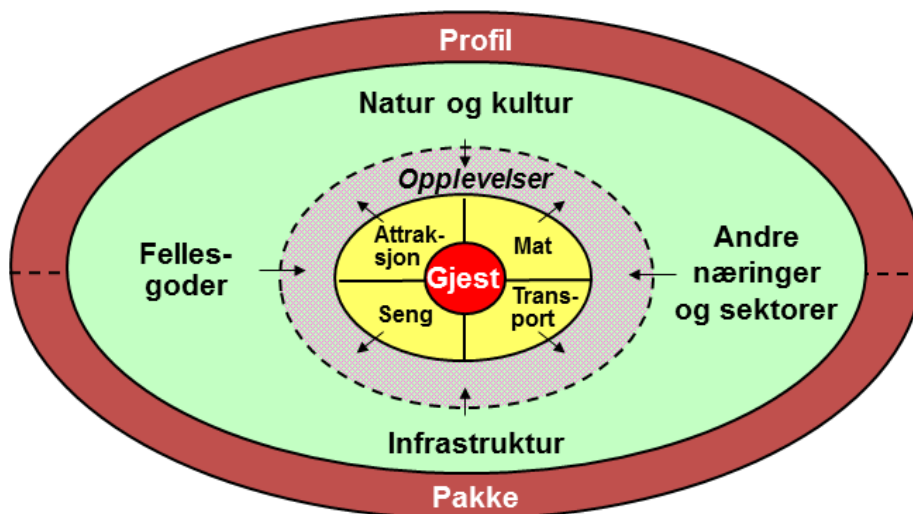 Profil
Natur og kultur
Opplevelser
Attrak-
sjon
Mat
Felles-
goder
Gjest
Andre
næringer
og sektorer
Seng
Trans-
port
Infrastruktur
Pakke